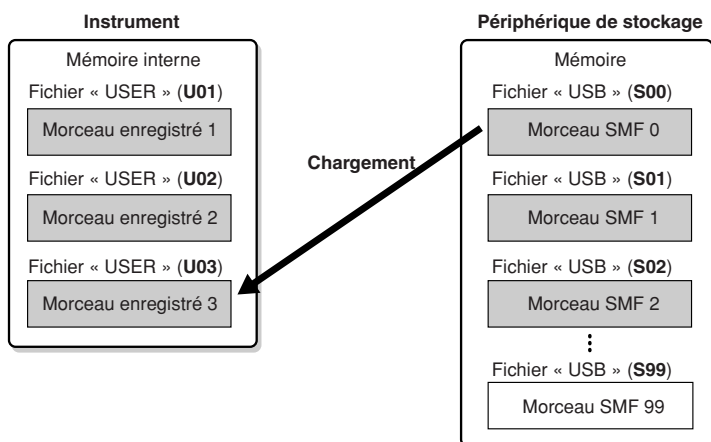 Instrument
Mémoire interne
Fichier « USER » (U01)
Morceau enregistré 1
Fichier « USER » (U02)
Morceau enregistré 2
Fichier « USER » (U03)
Morceau enregistré 3
Chargement
Périphérique de stockage
Mémoire
Fichier « USB » (S00)
Morceau SMF 0
Fichier « USB » (S01)
Morceau SMF 1
Fichier « USB » (S02)
Morceau SMF 2
Fichier « USB » (S99)
Morceau SMF 99